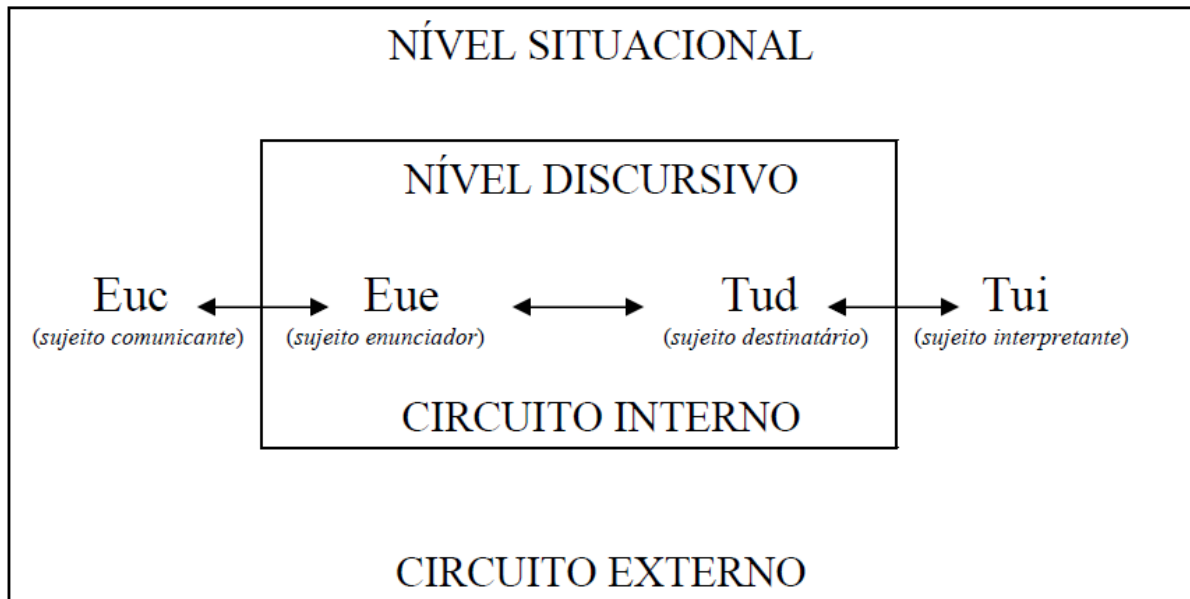 NÍVEL SITUACIONAL
NÍVEL DISCURSIVO
Euc Eue Tud Tui
(sujeito comunicante) (sujeito enunciador) (sujeito destinatário) (sujeito interpretante)
CIRCUITO INTERNO
CIRCUITO EXTERNO